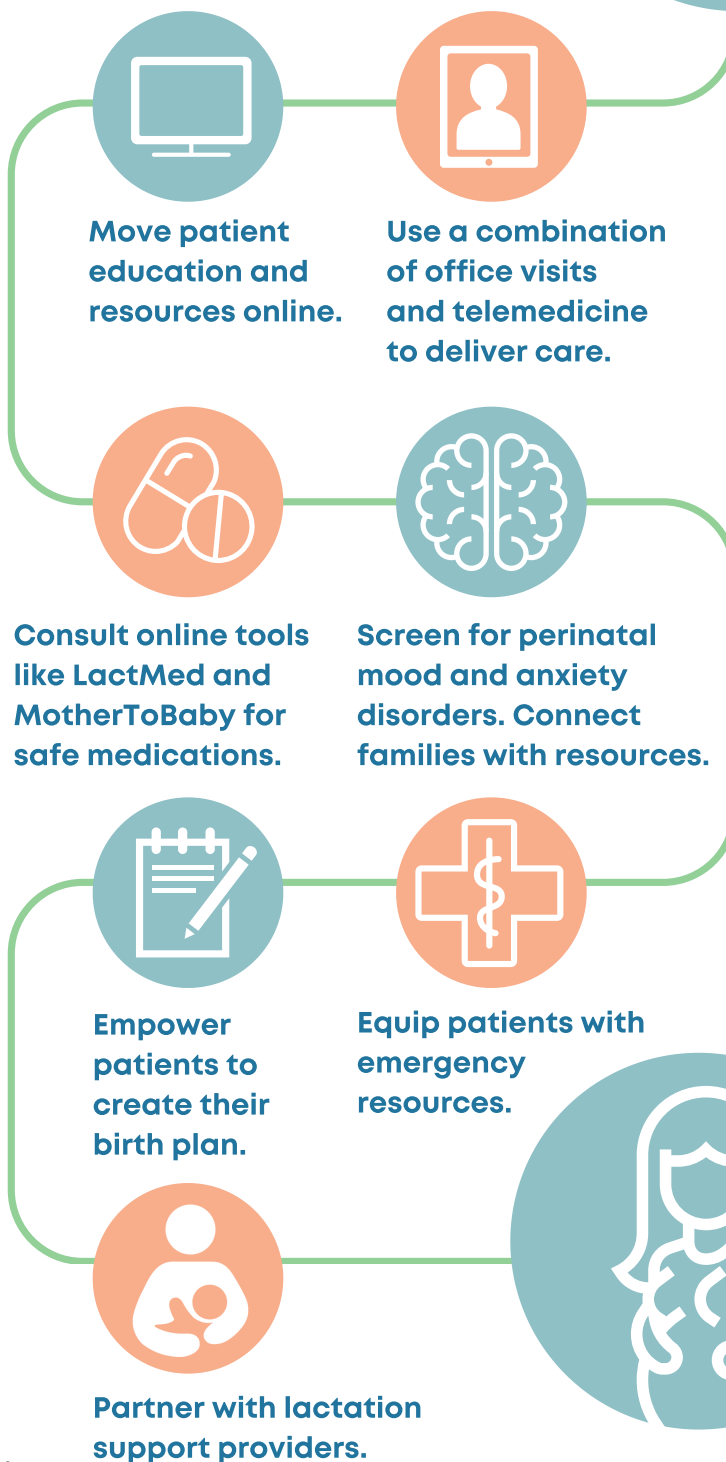 Move patient
education and
resources online.
Use a combination
of office visits
and telemedicine
to deliver care.
Consult online tools
like LactMed and
MotherToBaby for
safe medications.
Screen for perinatal
mood and anxiety
disorders. Connect
families with resources.
Empower
patients to
create their
birth plan.
Equip patients with
emergency
resources.
Partner with lactation
support providers.